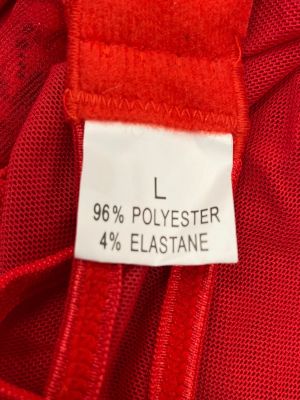 L
96% POLYESTER
4% ELASTANE